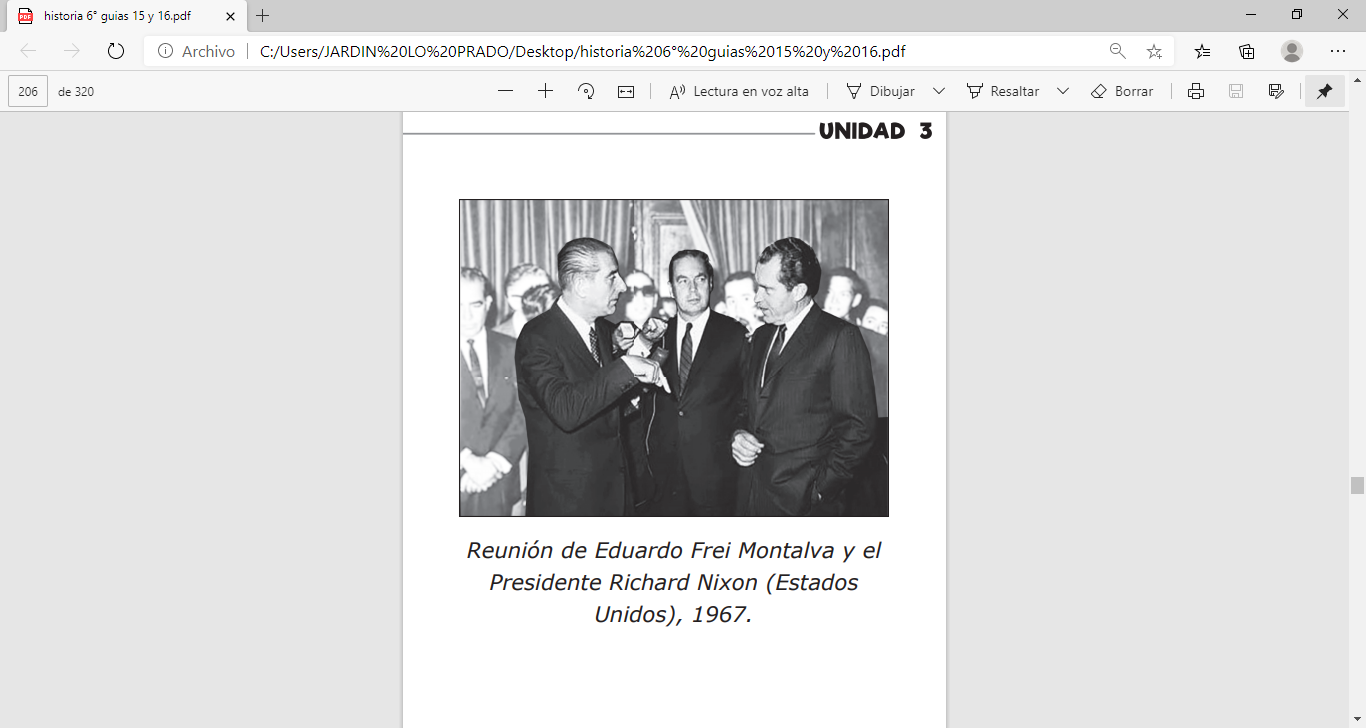 historia 6° guias 15 y 16.pdf
Archivo
C:/Users/JARDIN%20LO%20PRADO/Desktop/historia%206°%20guias%2015%20y%2016.pdf
206 de 320
Lectura en voz alta
Dibujar
Resaltar
Borrar
UNIDAD 3
Reunión de Eduardo Frei Montalva y el
Presidente Richard Nixon (Estados
Unidos), 1967.